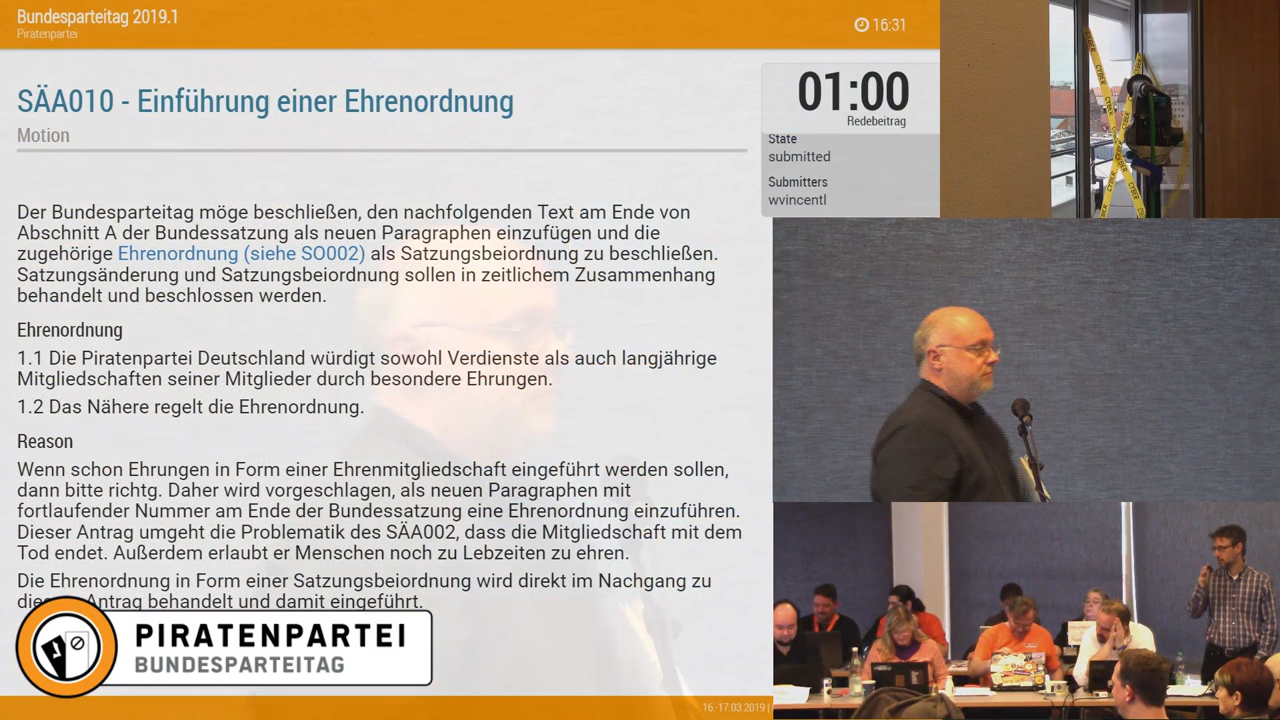 Bundesparteitag 2019.1
Piratenpartei
16:31
SÄA010 - Einführung einer Ehrenordnung
Motion
01:00
Redebeitrag
State
submitted
Submitters
wvincentl
Der Bundesparteitag möge beschließen, den nachfolgenden Text am Ende von
Abschnitt A der Bundessatzung als neuen Paragraphen einzufügen und die
zugehörige Ehrenordnung (siehe SO002) als Satzungsbeiordnung zu beschließen.
Satzungsänderung und Satzungsbeiordnung sollen in zeitlichem Zusammenhang
behandelt und beschlossen werden.
Ehrenordnung
1.1 Die Piratenpartei Deutschland würdigt sowohl Verdienste als auch langjährige
Mitgliedschaften seiner Mitglieder durch besondere Ehrungen.
1.2 Das Nähere regelt die Ehrenordnung.
Reason
Wenn schon Ehrungen in Form einer Ehrenmitgliedschaft eingeführt werden sollen,
dann bitte richtg. Daher wird vorgeschlagen, als neuen Paragraphen mit
fortlaufender Nummer am Ende der Bundessatzung eine Ehrenordnung einzuführen.
Dieser Antrag umgeht die Problematik des SÄA002, dass die Mitgliedschaft mit dem
Tod endet. Außerdem erlaubt er Menschen noch zu Lebzeiten zu ehren.
Die Ehrenordnung in Form einer Satzungsbeiordnung wird direkt im Nachgang zu
Antrag behandelt und damit eingeführt.
PIRATENPARTEI
BUNDESPARTEITAG
16.-17.03.2019 |
CYBER
CYBER
CYBER
CYBER